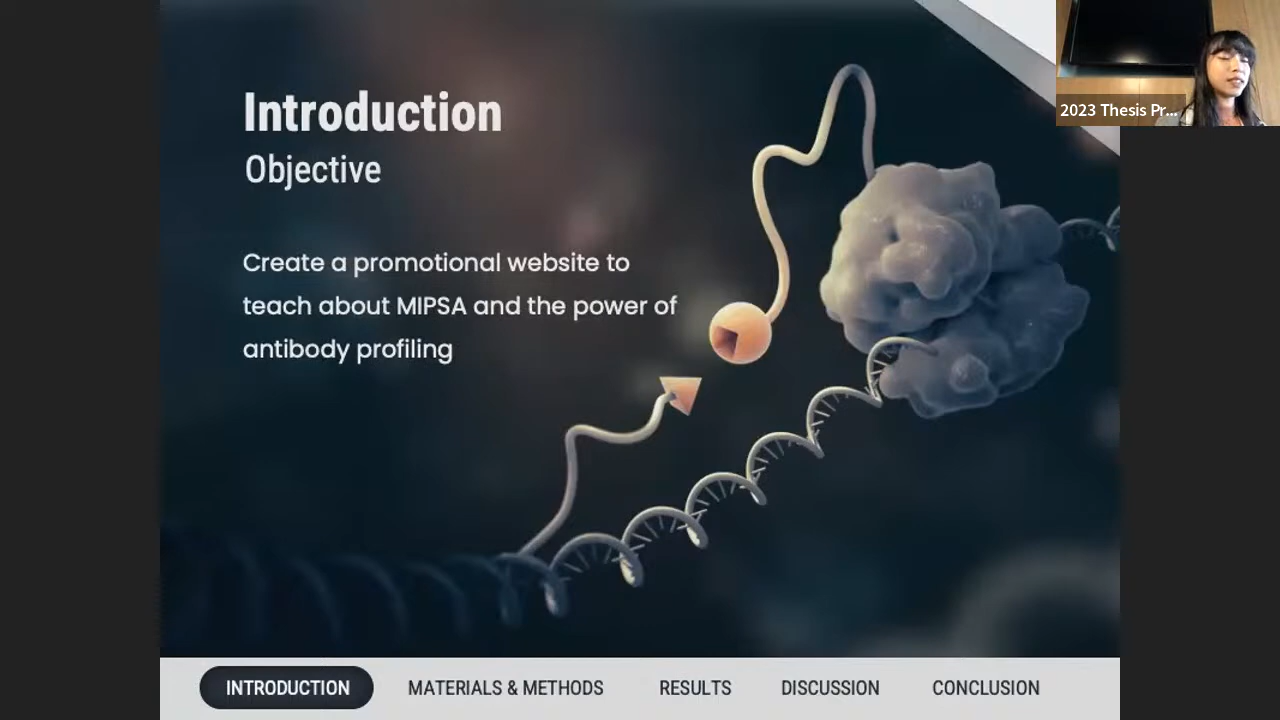 Introduction
Objective
Create a promotional website to
teach about MIPSA and the power of
antibody profiling
2023 Thesis Pr...
INTRODUCTION
MATERIALS & METHODS
RESULTS
DISCUSSION
CONCLUSION